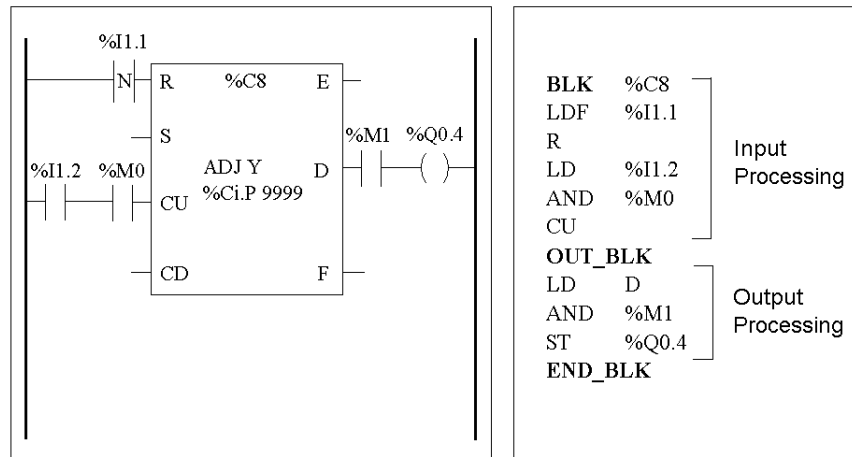 %I1.1
N R %C8 E
S
%M1 %Q0.4
%I1.2 %M0 ADJ Y D
%Ci.P 9999
CU
CD F
BLK %C8
LDF %I1.1
R
LD %I1.2
AND %M0
CU
Input
Processing
OUT_BLK
LD D
AND %M1
ST %Q0.4
Output
Processing
END_BLK